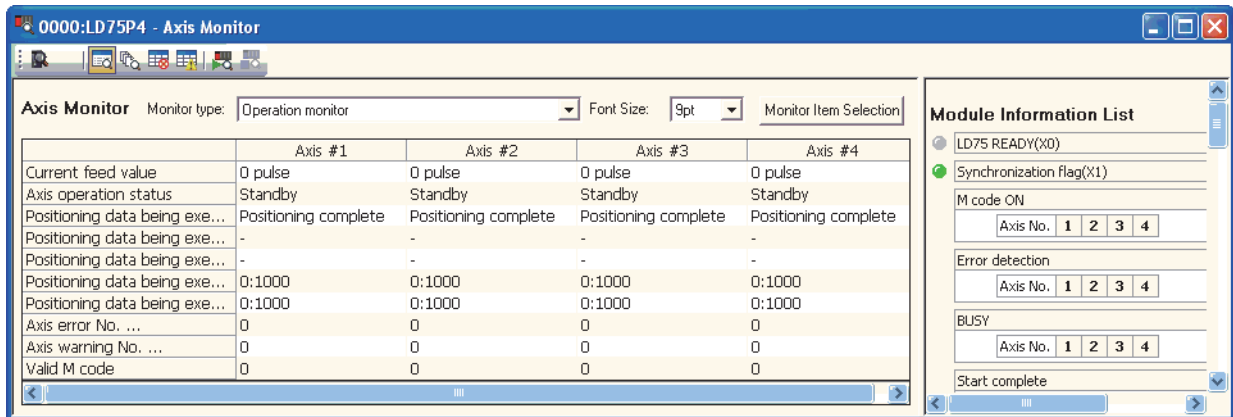 0000:LD75P4 - Axis Monitor
Axis Monitor Monitor type: Operation monitor Font Size: 9pt Monitor Item Selection
Axis #1 Axis #2 Axis #3 Axis #4
Current feed value 0 pulse 0 pulse 0 pulse 0 pulse
Axis operation status Standby Standby Standby Standby
Positioning data being exe... Positioning complete Positioning complete Positioning complete Positioning complete
Positioning data being exe... - - - -
Positioning data being exe... - - - -
Positioning data being exe... 0:1000 0:1000 0:1000 0:1000
Positioning data being exe... 0:1000 0:1000 0:1000 0:1000
Axis error No. ... 0 0 0 0
Axis warning No. ... 0 0 0 0
Valid M code 0 0 0 0
Module Information List
LD75 READY(X0)
Synchronization flag(X1)
M code ON
Axis No. 1 2 3 4
Error detection
Axis No. 1 2 3 4
BUSY
Axis No. 1 2 3 4
Start complete